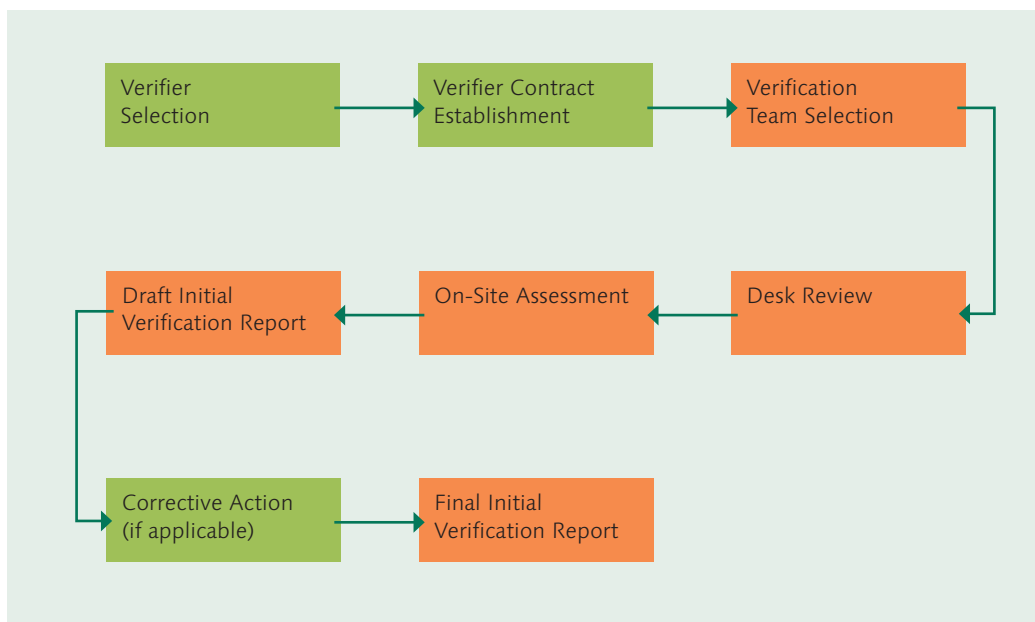 Verifier
Selection
Verifier Contract
Establishment
Verification
Team Selection
Draft Initial
Verification Report
On-Site Assessment
Desk Review
Corrective Action
(if applicable)
Final Initial
Verification Report